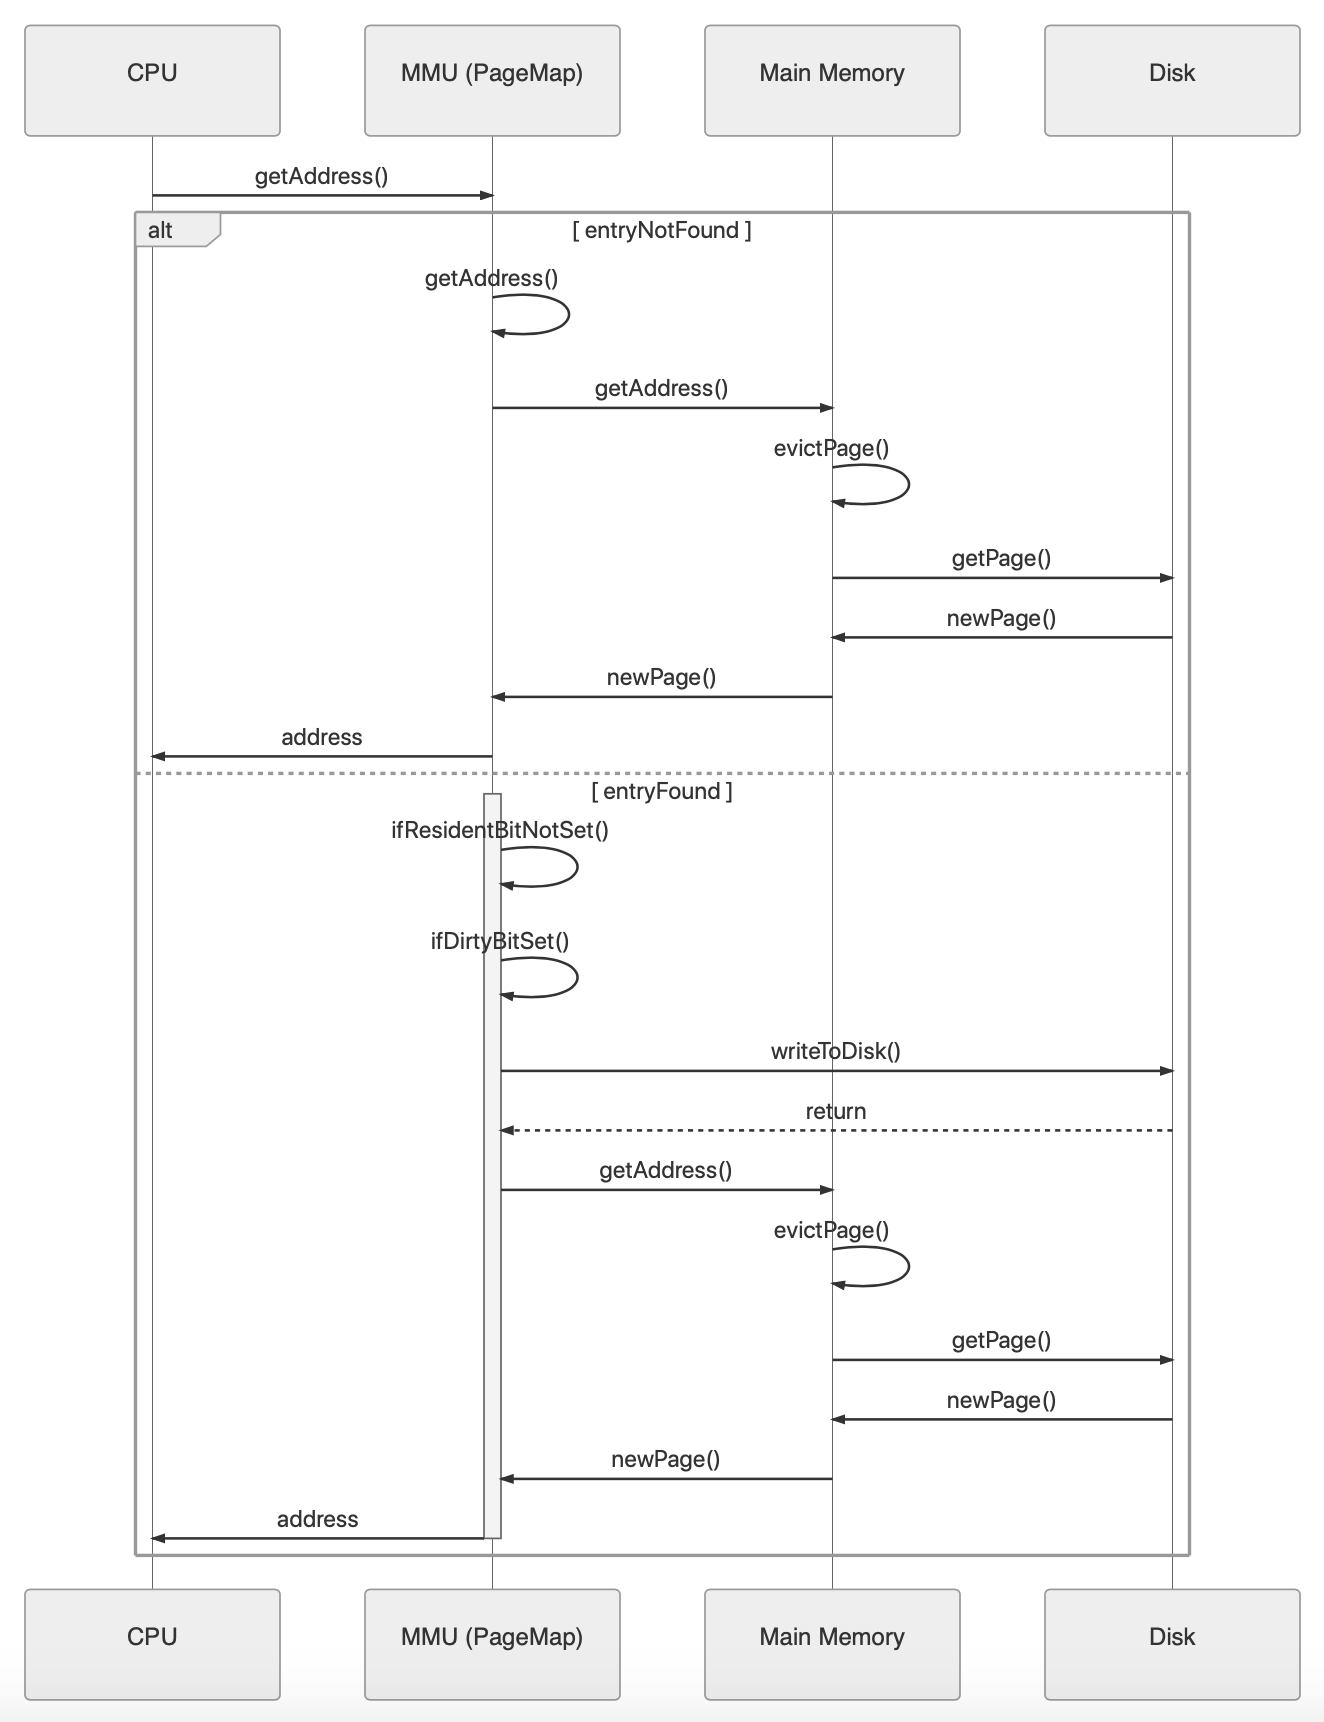 CPU
MMU (PageMap)
Main Memory
Disk
getAddress()
alt
[ entryNotFound ]
getAddress()
getAddress()
evictPage()
getPage()
newPage()
newPage()
address
[ entryFound ]
ifResidentBitNotSet()
ifDirtyBitSet()
writeToDisk()
return
getAddress()
evictPage()
getPage()
newPage()
newPage()
address
CPU
MMU (PageMap)
Main Memory
Disk